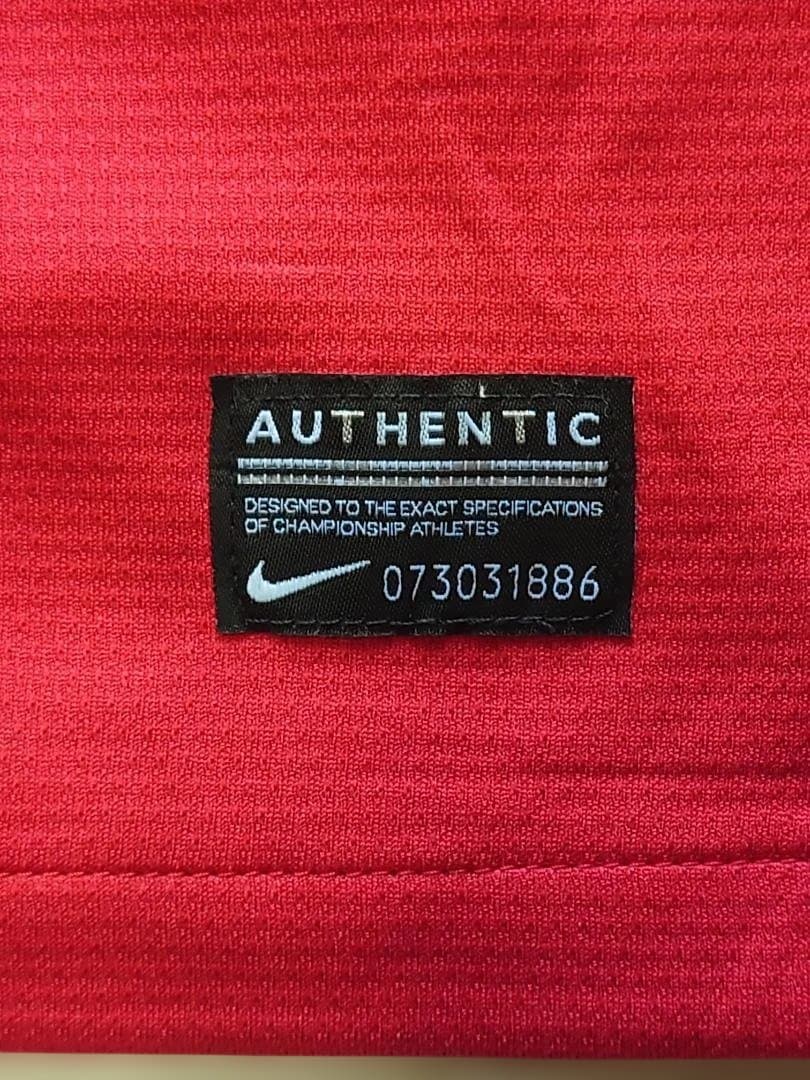 AUTHENTIC
DESIGNED TO THE EXACT SPECIFICATIONS
OF CHAMPIONSHIP ATHLETES
073031886